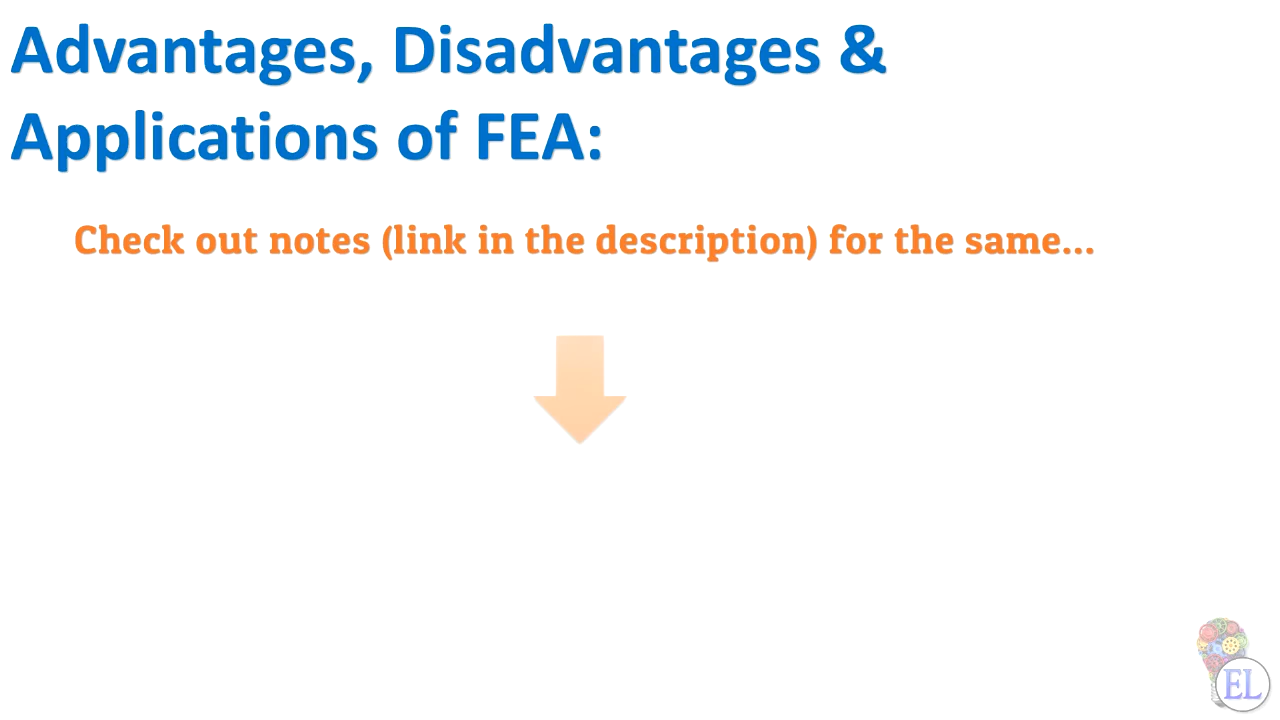 Advantages, Disadvantages &
Applications of FEA:
Check out notes (link in the description) for the same...
EL